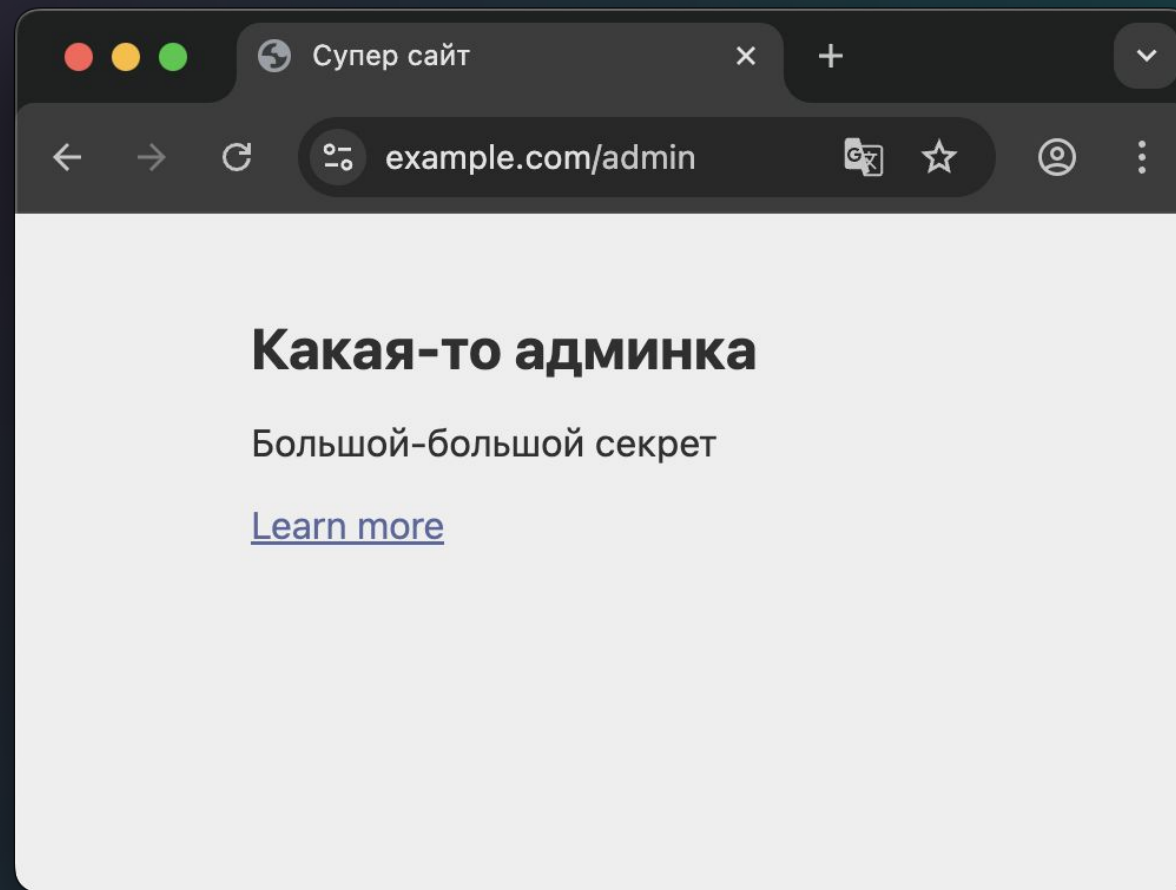 Супер сайт
example.com/admin
Какая-то админка
Большой-большой секрет
Learn more